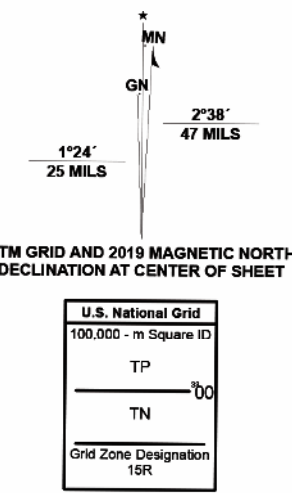 ★
MN
GN
2°38´
47 MILS
1°24´
25 MILS
TM GRID AND 2019 MAGNETIC NORTH
DECLINATION AT CENTER OF SHEET
U.S. National Grid
100,000 - m Square ID
TP
00
TN
Grid Zone Designation
15R